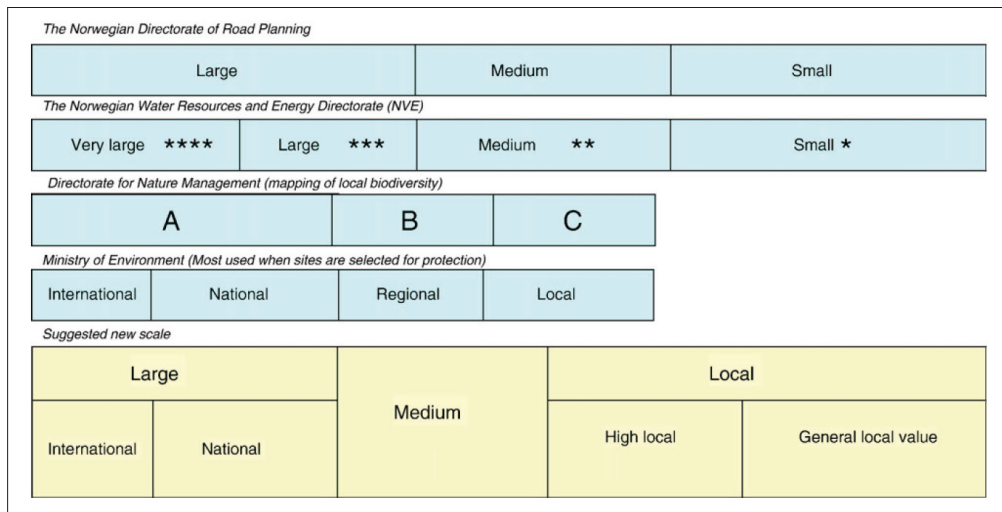 The Norwegian Directorate of Road Planning
Large Medium Small
The Norwegian Water Resources and Energy Directorate (NVE)
Very large **** Large *** Medium ** Small *
Directorate for Nature Management (mapping of local biodiversity)
A B C
Ministry of Environment (Most used when sites are selected for protection)
International National Regional Local
Suggested new scale
Large Local
Medium
High local General local value
International National